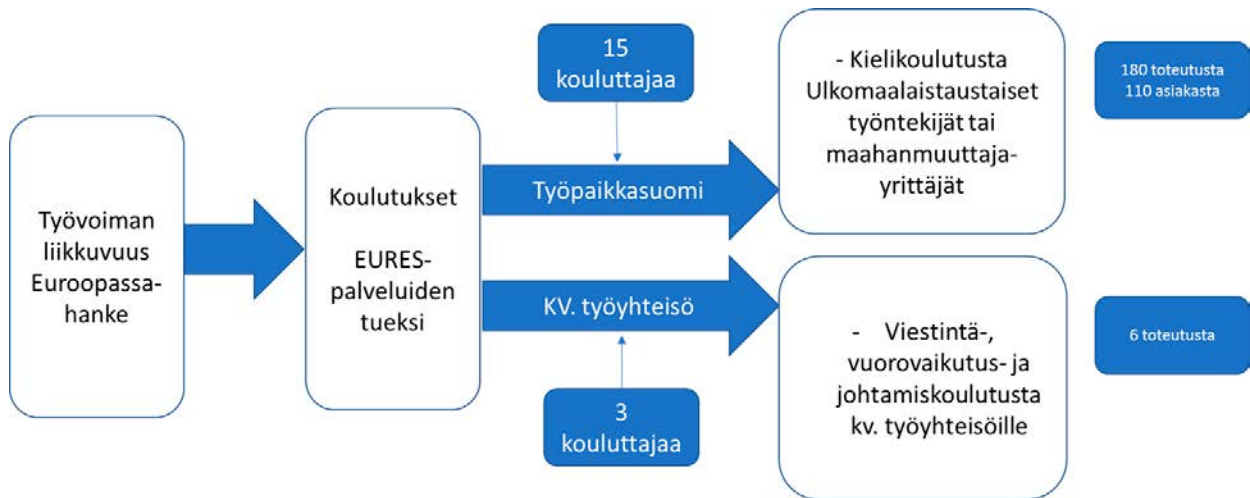 Työvoiman
liikkuvuus
Euroopassa-
hanke
Koulutukset
EURES-
palveluiden
tueksi
15
kouluttajaa
Työpaikkasuomi
- Kielikoulutusta
Ulkomaalaistaustaiset
työntekijät tai
maahanmuuttaja-
yrittäjät
180 toteutusta
110 asiakasta
KV. työyhteisö
3
kouluttajaa
- Viestintä-,
vuorovaikutus- ja
johtamiskoulutusta
kv. työyhteisöille
6 toteutusta